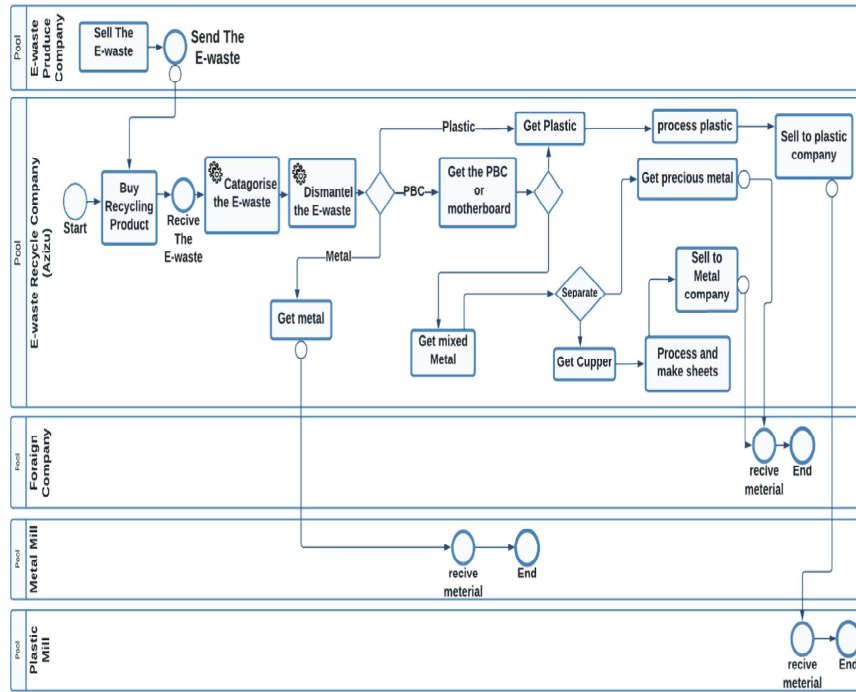 Pool
E-waste
Pruduce
Company
Sell The
E-waste
Send The
E-waste
Pool
E-waste Recycle Company
(Azizu)
Start
Buy
Recycling
Product
Recive
The
E-waste
Catagorise
the E-waste
Dismantel
the E-waste
Plastic
PBC
Metal
Get Plastic
process plastic
Sell to plastic
company
Get the PBC
or
motherboard
Get precious metal
Get metal
Get mixed
Metal
Separate
Get Cupper
Process and
make sheets
Sell to
Metal
company
Pool
Foraign
Company
recive
meterial
End
Pool
Metal Mill
recive
meterial
End
Pool
Plastic
Mill
recive
meterial
End